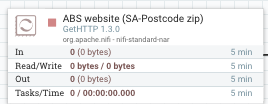 ABS website (SA-Postcode zip)
GetHTTP 1.3.0
org.apache.nifi - nifi-standard-nar
In 0 (0 bytes) 5 min
Read/Write 0 bytes / 0 bytes 5 min
Out 0 (0 bytes) 5 min
Tasks/Time 0 / 00:00:00.000 5 min